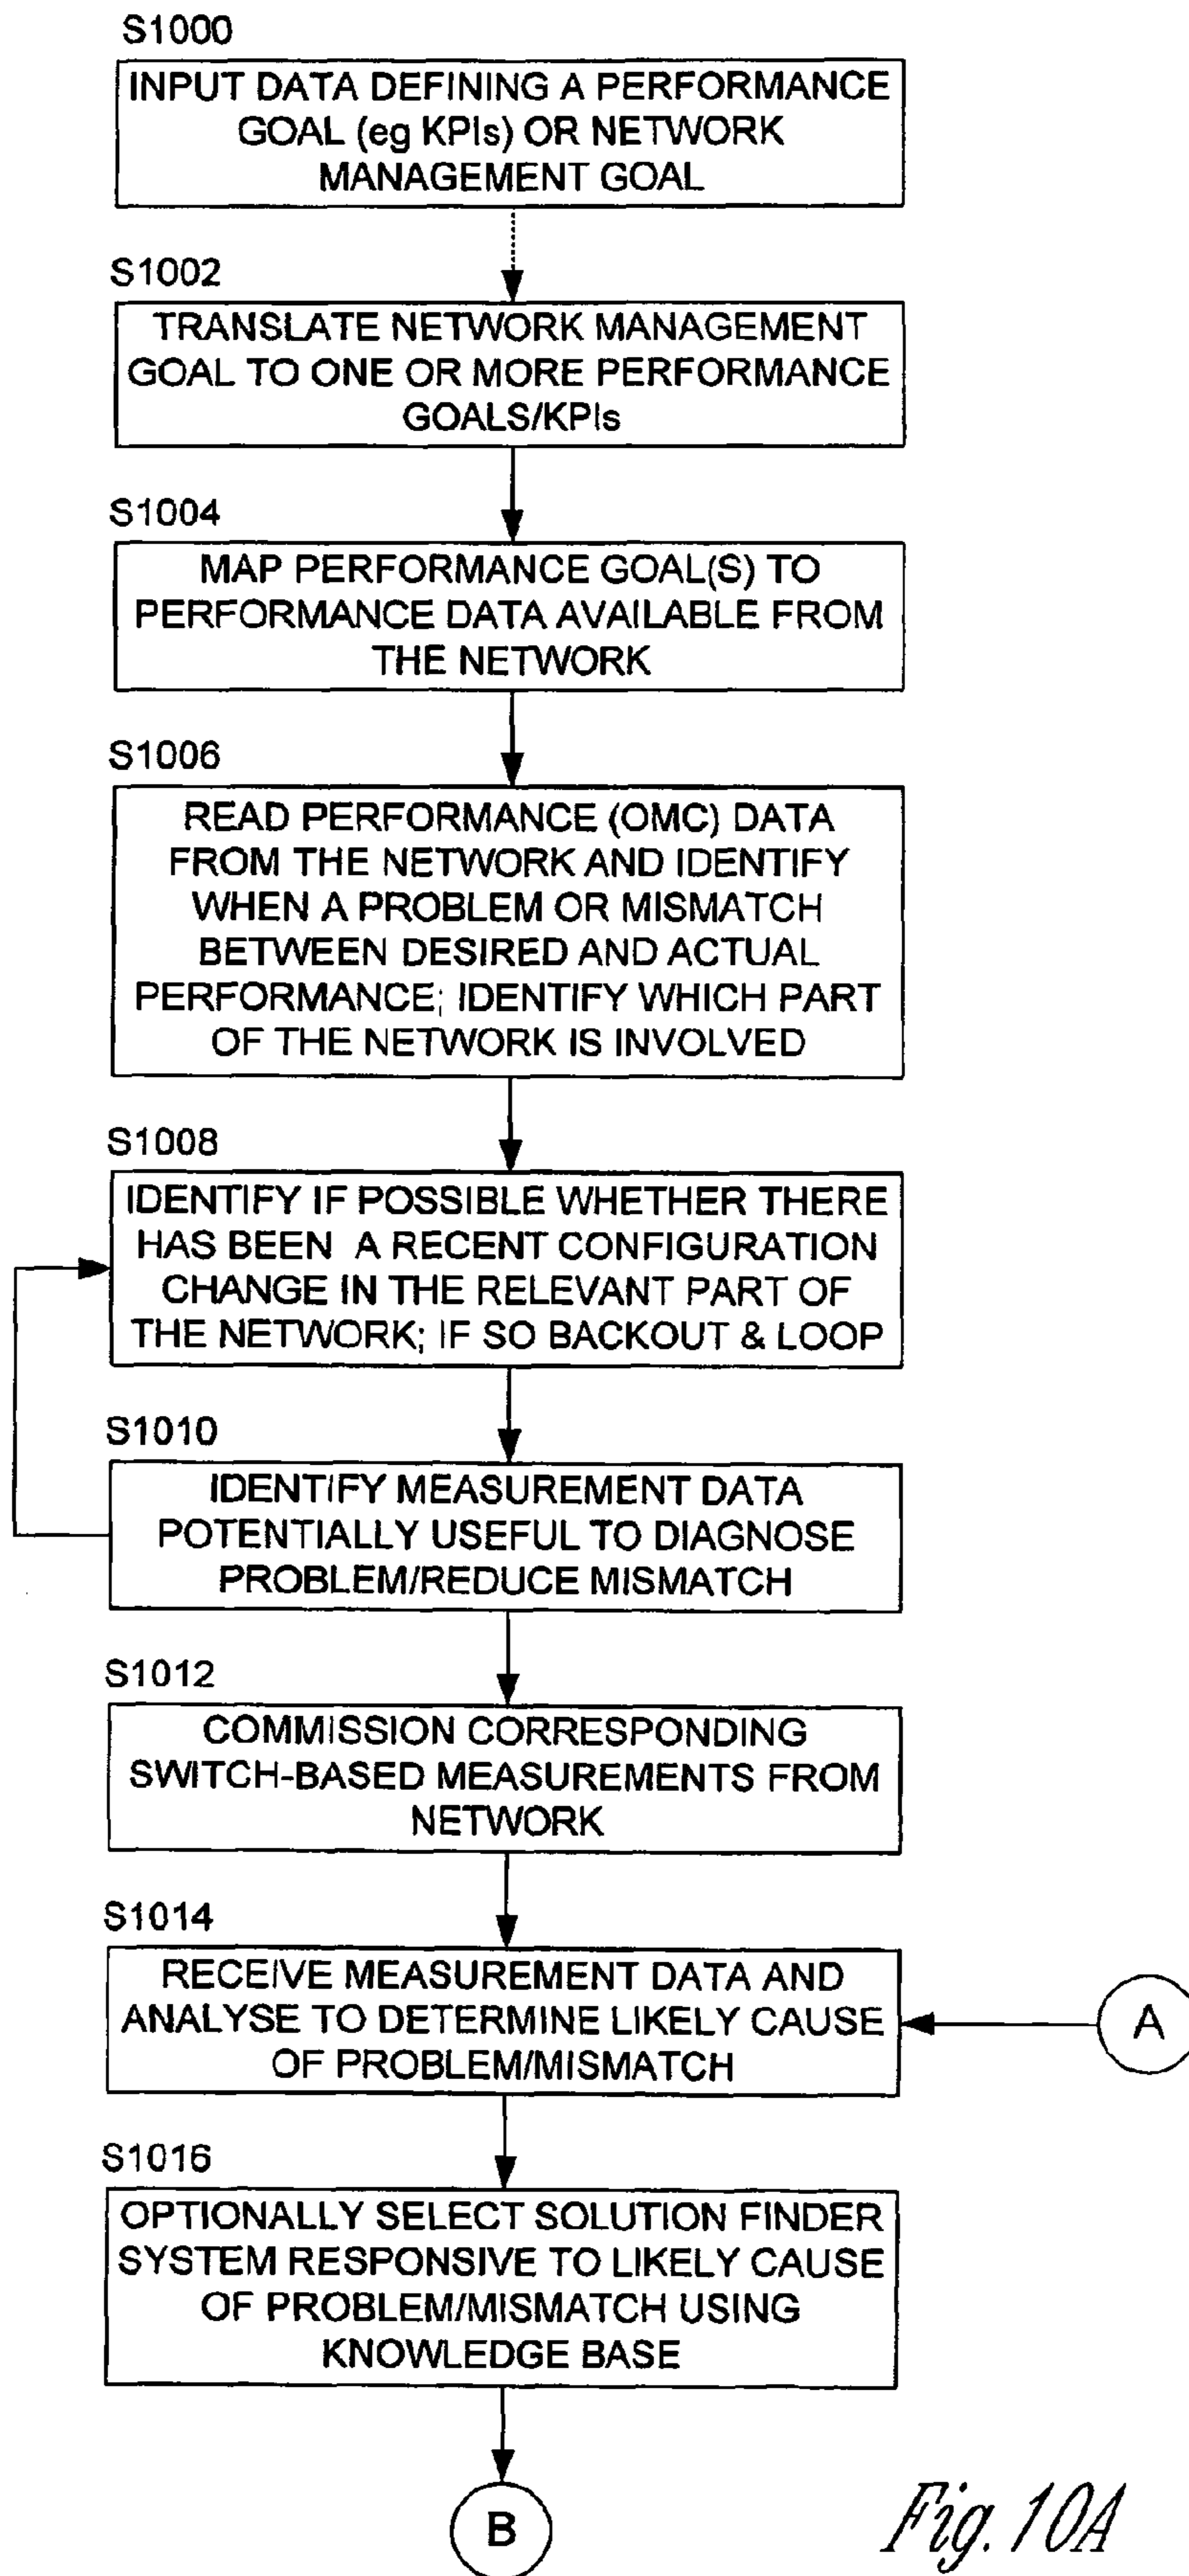 S1000
INPUT DATA DEFINING A PERFORMANCE
GOAL (eg KPIs) OR NETWORK
MANAGEMENT GOAL
S1002
TRANSLATE NETWORK MANAGEMENT
GOAL TO ONE OR MORE PERFORMANCE
GOALS/KPIs
S1004
MAP PERFORMANCE GOAL(S) TO
PERFORMANCE DATA AVAILABLE FROM
THE NETWORK
S1006
READ PERFORMANCE (OMC) DATA
FROM THE NETWORK AND IDENTIFY
WHEN A PROBLEM OR MISMATCH
BETWEEN DESIRED AND ACTUAL
PERFORMANCE; IDENTIFY WHICH PART
OF THE NETWORK IS INVOLVED
S1008
IDENTIFY IF POSSIBLE WHETHER THERE
HAS BEEN A RECENT CONFIGURATION
CHANGE IN THE RELEVANT PART OF
THE NETWORK; IF SO BACKOUT & LOOP
S1010
IDENTIFY MEASUREMENT DATA
POTENTIALLY USEFUL TO DIAGNOSE
PROBLEM/REDUCE MISMATCH
S1012
COMMISSION CORRESPONDING
SWITCH-BASED MEASUREMENTS FROM
NETWORK
S1014
RECEIVE MEASUREMENT DATA AND
ANALYSE TO DETERMINE LIKELY CAUSE
OF PROBLEM/MISMATCH
A
S1016
OPTIONALLY SELECT SOLUTION FINDER
SYSTEM RESPONSIVE TO LIKELY CAUSE
OF PROBLEM/MISMATCH USING
KNOWLEDGE BASE
B
Fig. 10A